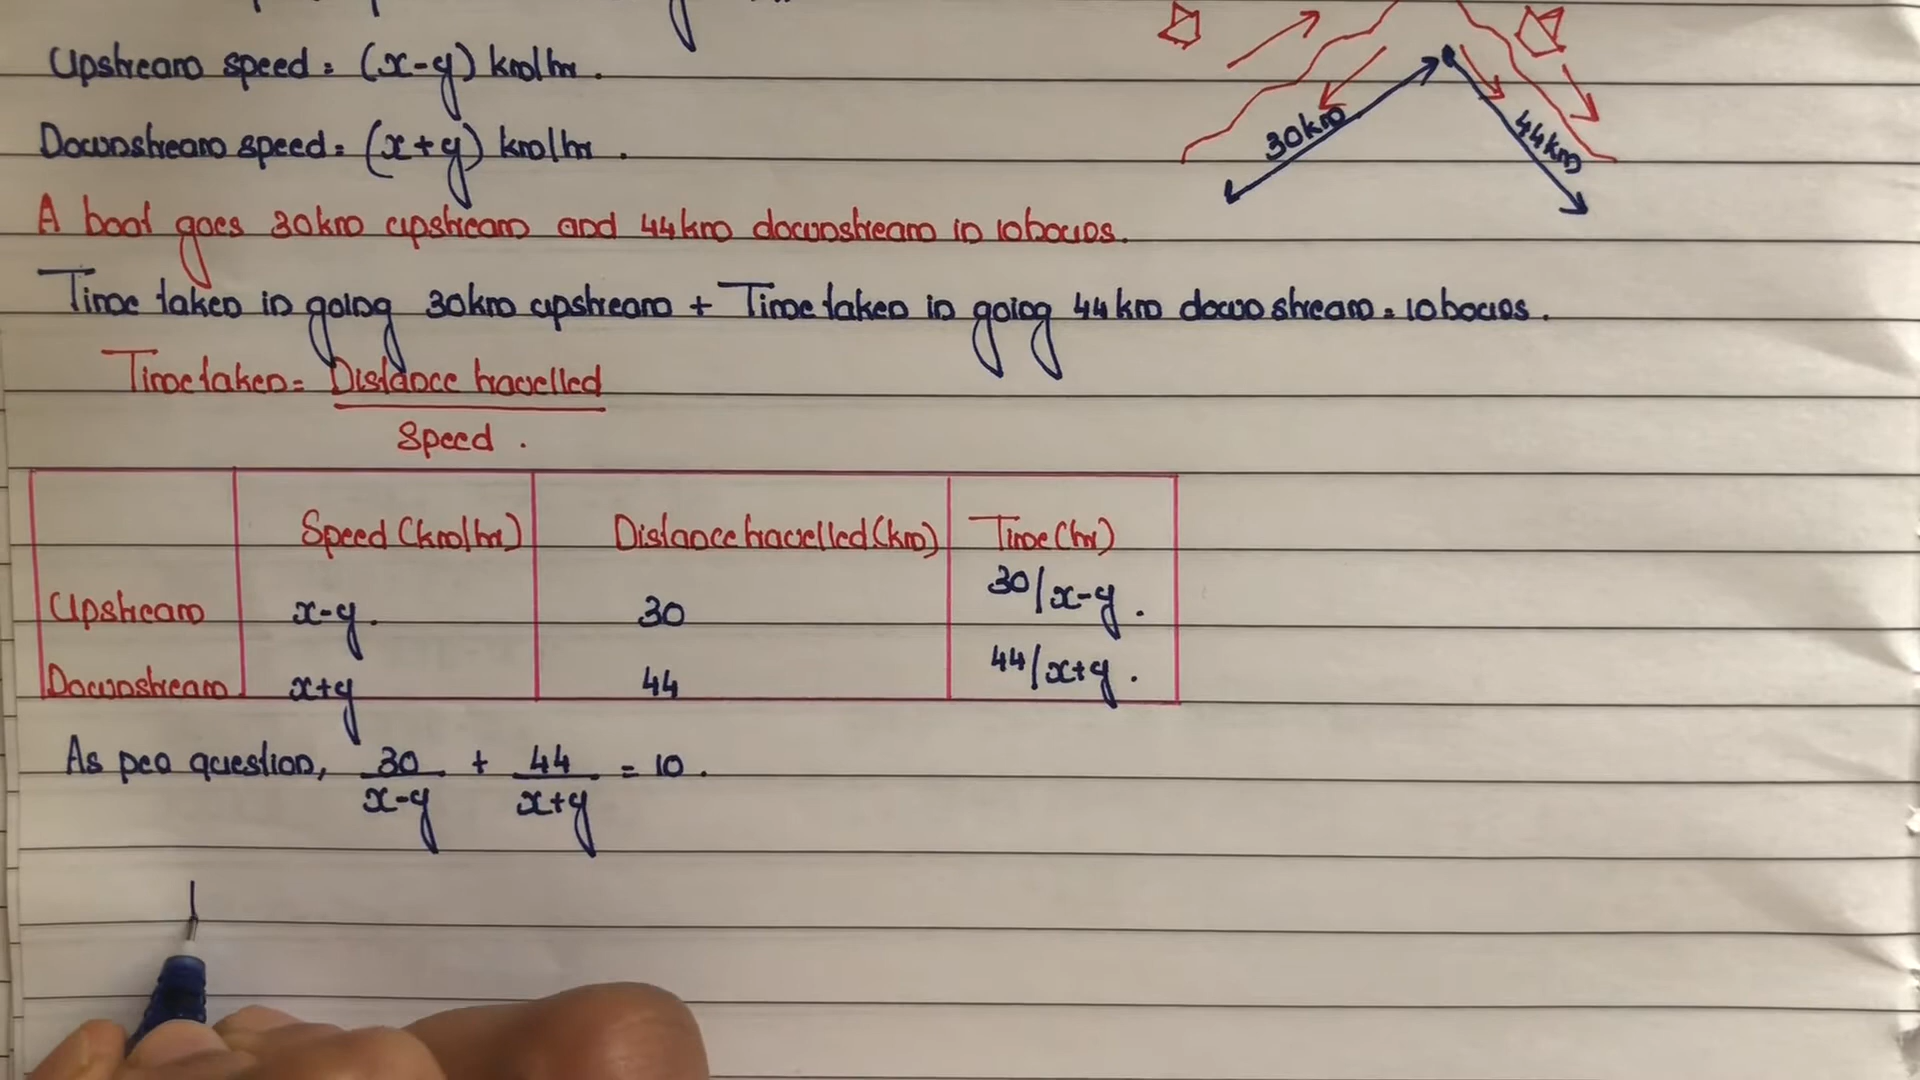 Upstream speed = (x-y) km/hr.
Downstream speed = (x+y) km/hr.
30km
44km
A boat goes 30km upstream and 44km downstream in 10hours.
Time taken in going 30km upstream + Time taken in going 44km downstream = 10hours.
Time taken = Distance travelled
Speed.
Speed (km/hr) Distance travelled (km) Time (hr)
Upstream x-y. 30 30/x-y.
Downstream x+y 44 44/x+y.
As per question, 30/x-y + 44/x+y = 10.